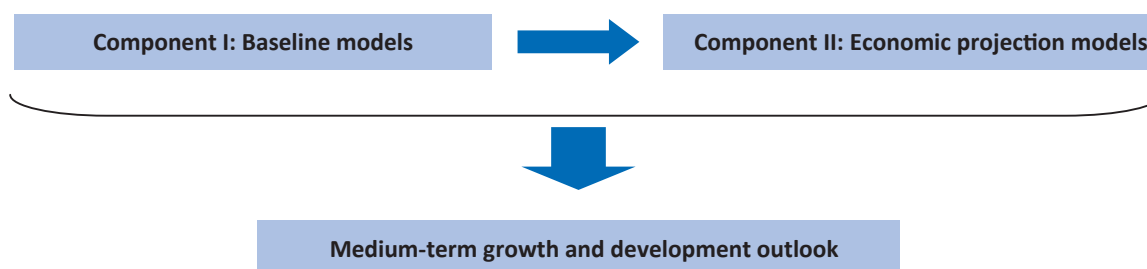 Component I: Baseline models
Component II: Economic projection models
Medium-term growth and development outlook